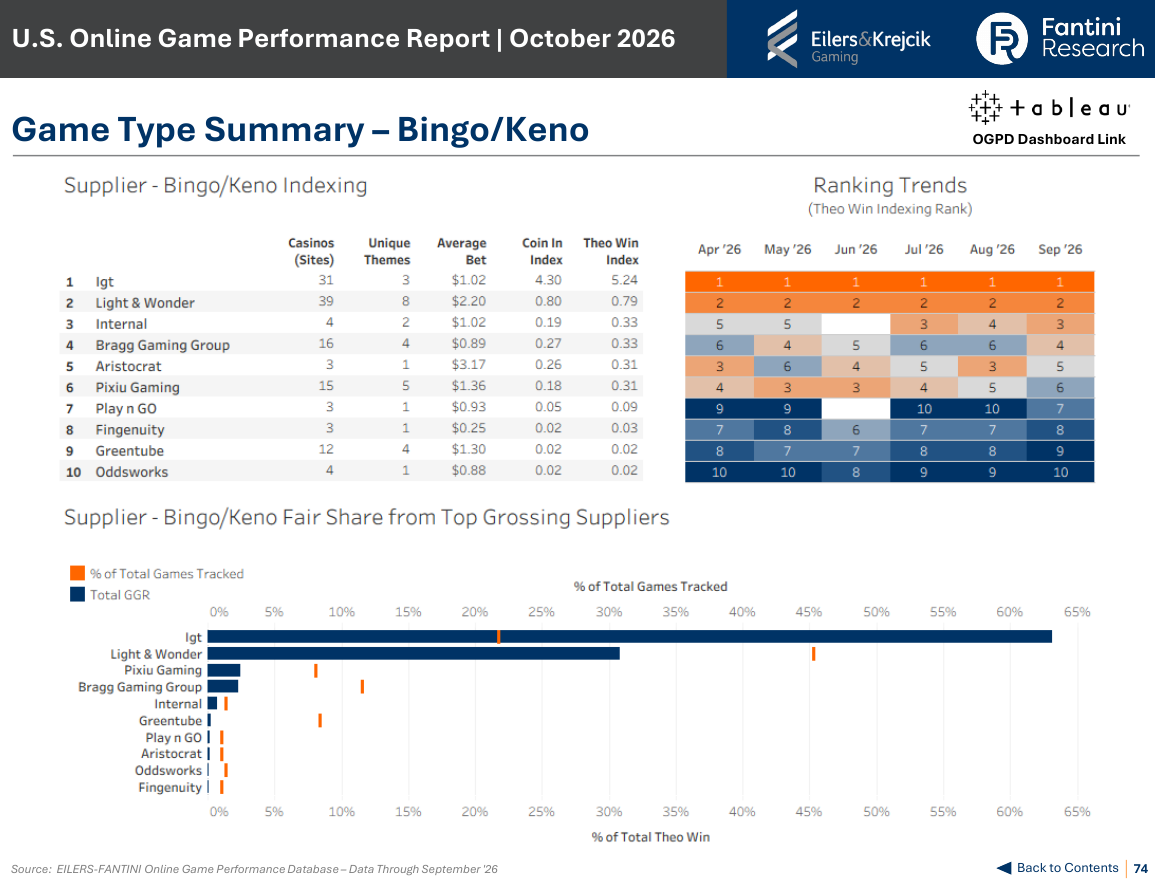 U.S. Online Game Performance Report | October 2026
Eilers&Krejcik
Gaming
Fantini
Research
Game Type Summary – Bingo/Keno
+ a b | e a u
OGPD Dashboard Link
Supplier - Bingo/Keno Indexing
Casinos (Sites) Unique Themes Average Bet Coin In Index Theo Win Index
1 Igt 31 3 $1.02 4.30 5.24
2 Light & Wonder 39 8 $2.20 0.80 0.79
3 Internal 4 2 $1.02 0.19 0.33
4 Bragg Gaming Group 16 4 $0.89 0.27 0.33
5 Aristocrat 3 1 $3.17 0.26 0.31
6 Pixiu Gaming 15 5 $1.36 0.18 0.31
7 Play n GO 3 1 $0.93 0.05 0.09
8 Fingenuity 3 1 $0.25 0.02 0.03
9 Greentube 12 4 $1.30 0.02 0.02
10 Oddsworks 4 1 $0.88 0.02 0.02
Ranking Trends
(Theo Win Indexing Rank)
Apr '26 May '26 Jun '26 Jul '26 Aug '26 Sep '26
1 1 1 1 1 1
2 2 2 2 2 2
5 5 3 4 3
6 4 5 6 6 4
3 6 4 5 3 5
4 3 3 4 5 6
9 9 10 10 7
7 8 6 7 7 8
8 7 7 8 8 9
10 10 8 9 9 10
Supplier - Bingo/Keno Fair Share from Top Grossing Suppliers
% of Total Games Tracked
Total GGR
% of Total Games Tracked
0% 5% 10% 15% 20% 25% 30% 35% 40% 45% 50% 55% 60% 65%
Igt
Light & Wonder
Pixiu Gaming
Bragg Gaming Group
Internal
Greentube
Play n GO
Aristocrat
Oddsworks
Fingenuity
0% 5% 10% 15% 20% 25% 30% 35% 40% 45% 50% 55% 60% 65%
% of Total Theo Win
Source: EILERS-FANTINI Online Game Performance Database – Data Through September '26
Back to Contents | 74